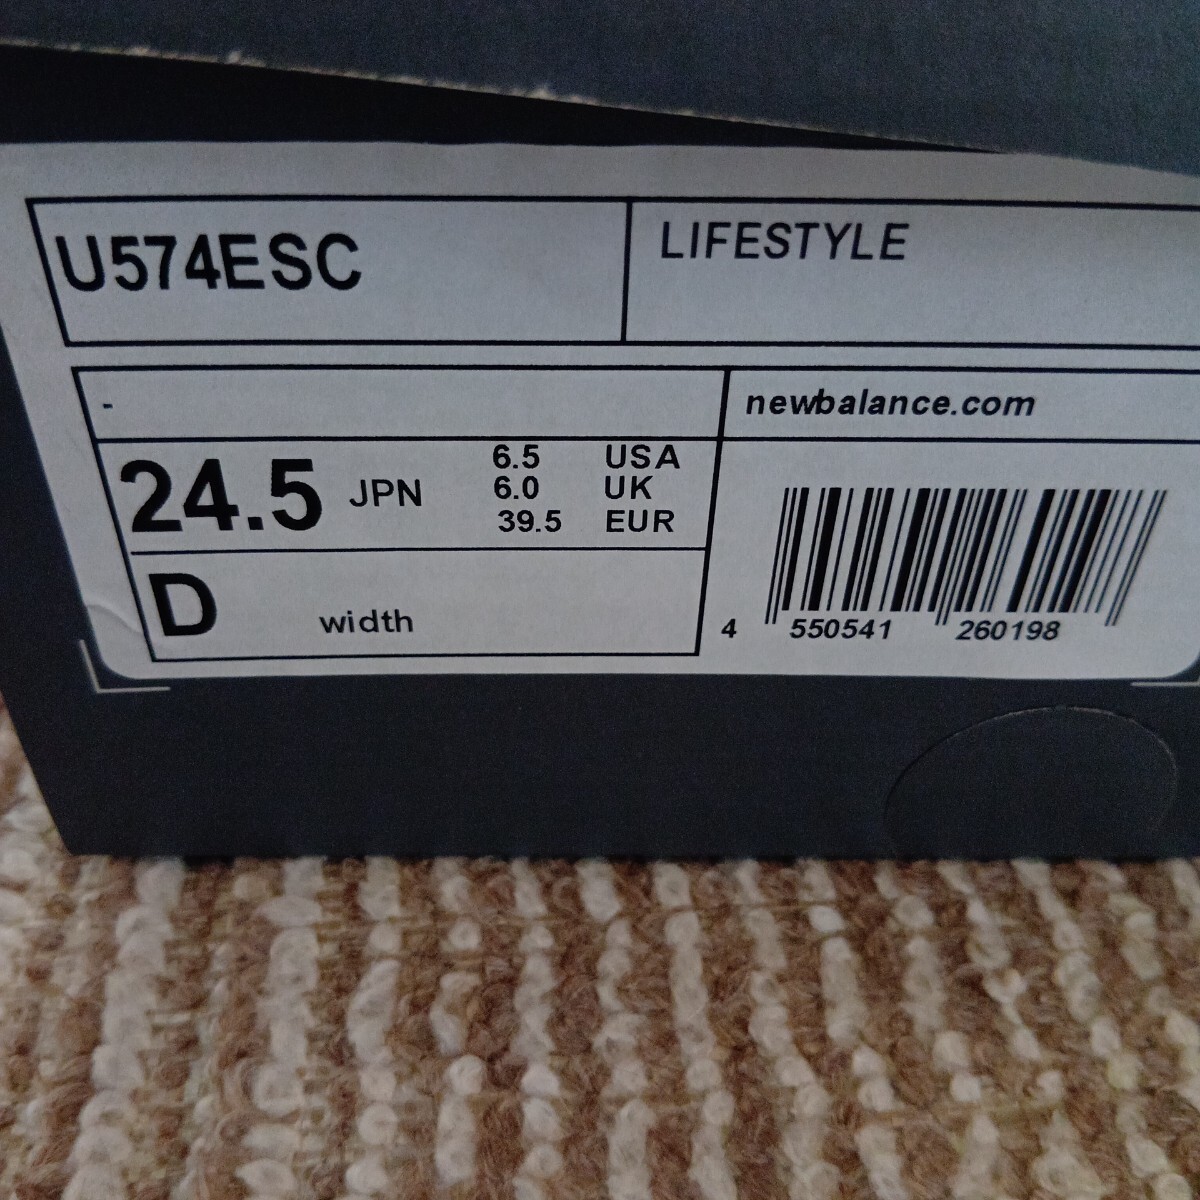 U574ESC
LIFESTYLE
-
newbalance.com
24.5 JPN
6.5 USA
6.0 UK
39.5 EUR
D width
4 550541 260198